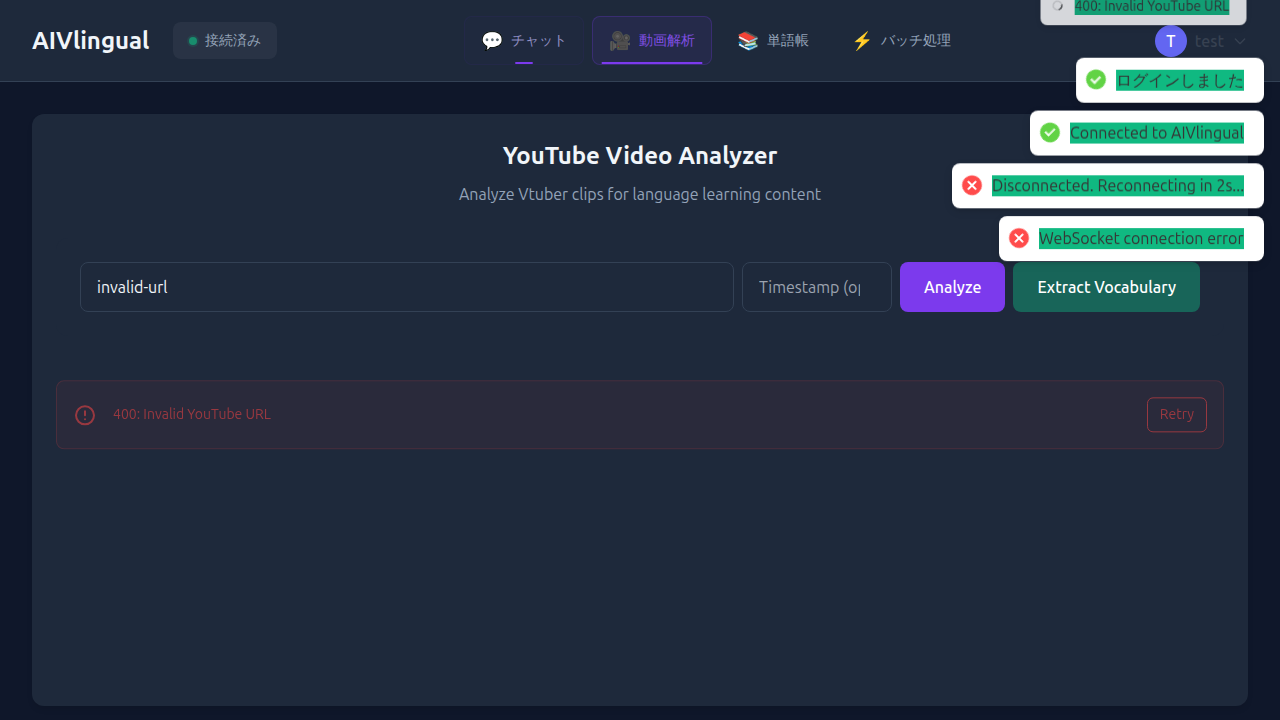 400: Invalid YouTube URL
AIVlingual
接続済み
💬 チャット
🎥 動画解析
📚 単語帳
⚡ バッチ処理
T
test
ログインしました
Connected to AIVlingual
Disconnected. Reconnecting in 2s...
WebSocket connection error
YouTube Video Analyzer
Analyze Vtuber clips for language learning content
invalid-url
Timestamp (op
Analyze
Extract Vocabulary
400: Invalid YouTube URL
Retry